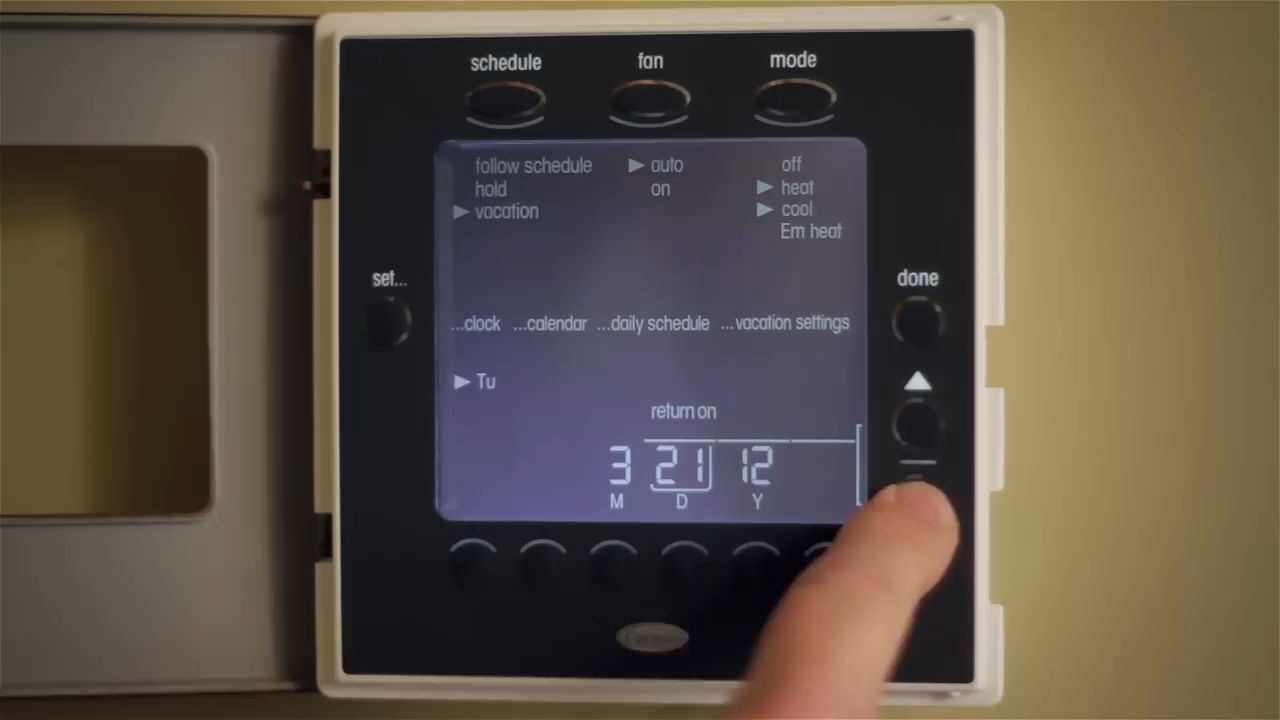 schedule fan mode
follow schedule auto off
hold on heat
vacation cool
Em heat
set... done
...clock ...calendar ...daily schedule ...vacation settings
Tu
return on
3 21 12
M D Y